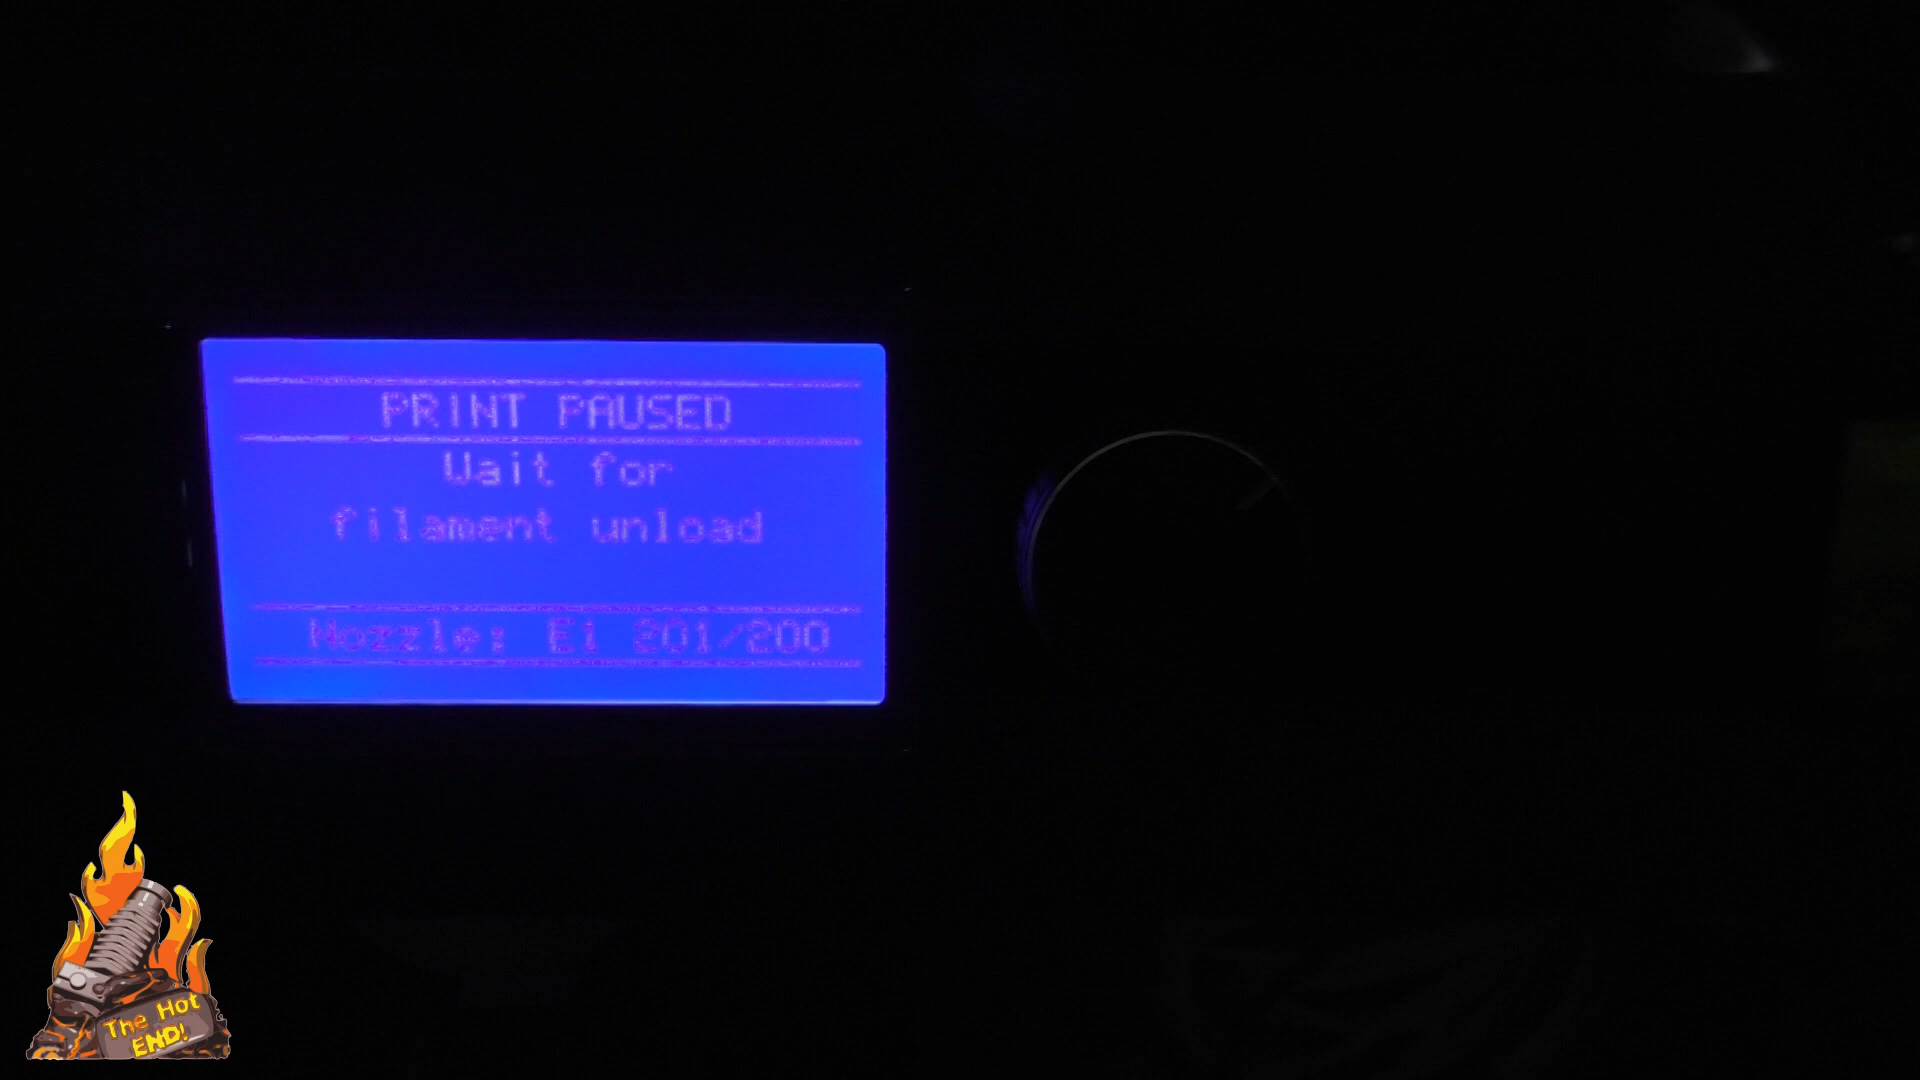 PRINT PAUSED
Wait for
filament unload
Nozzle: E1 201/200
The Hot
END!